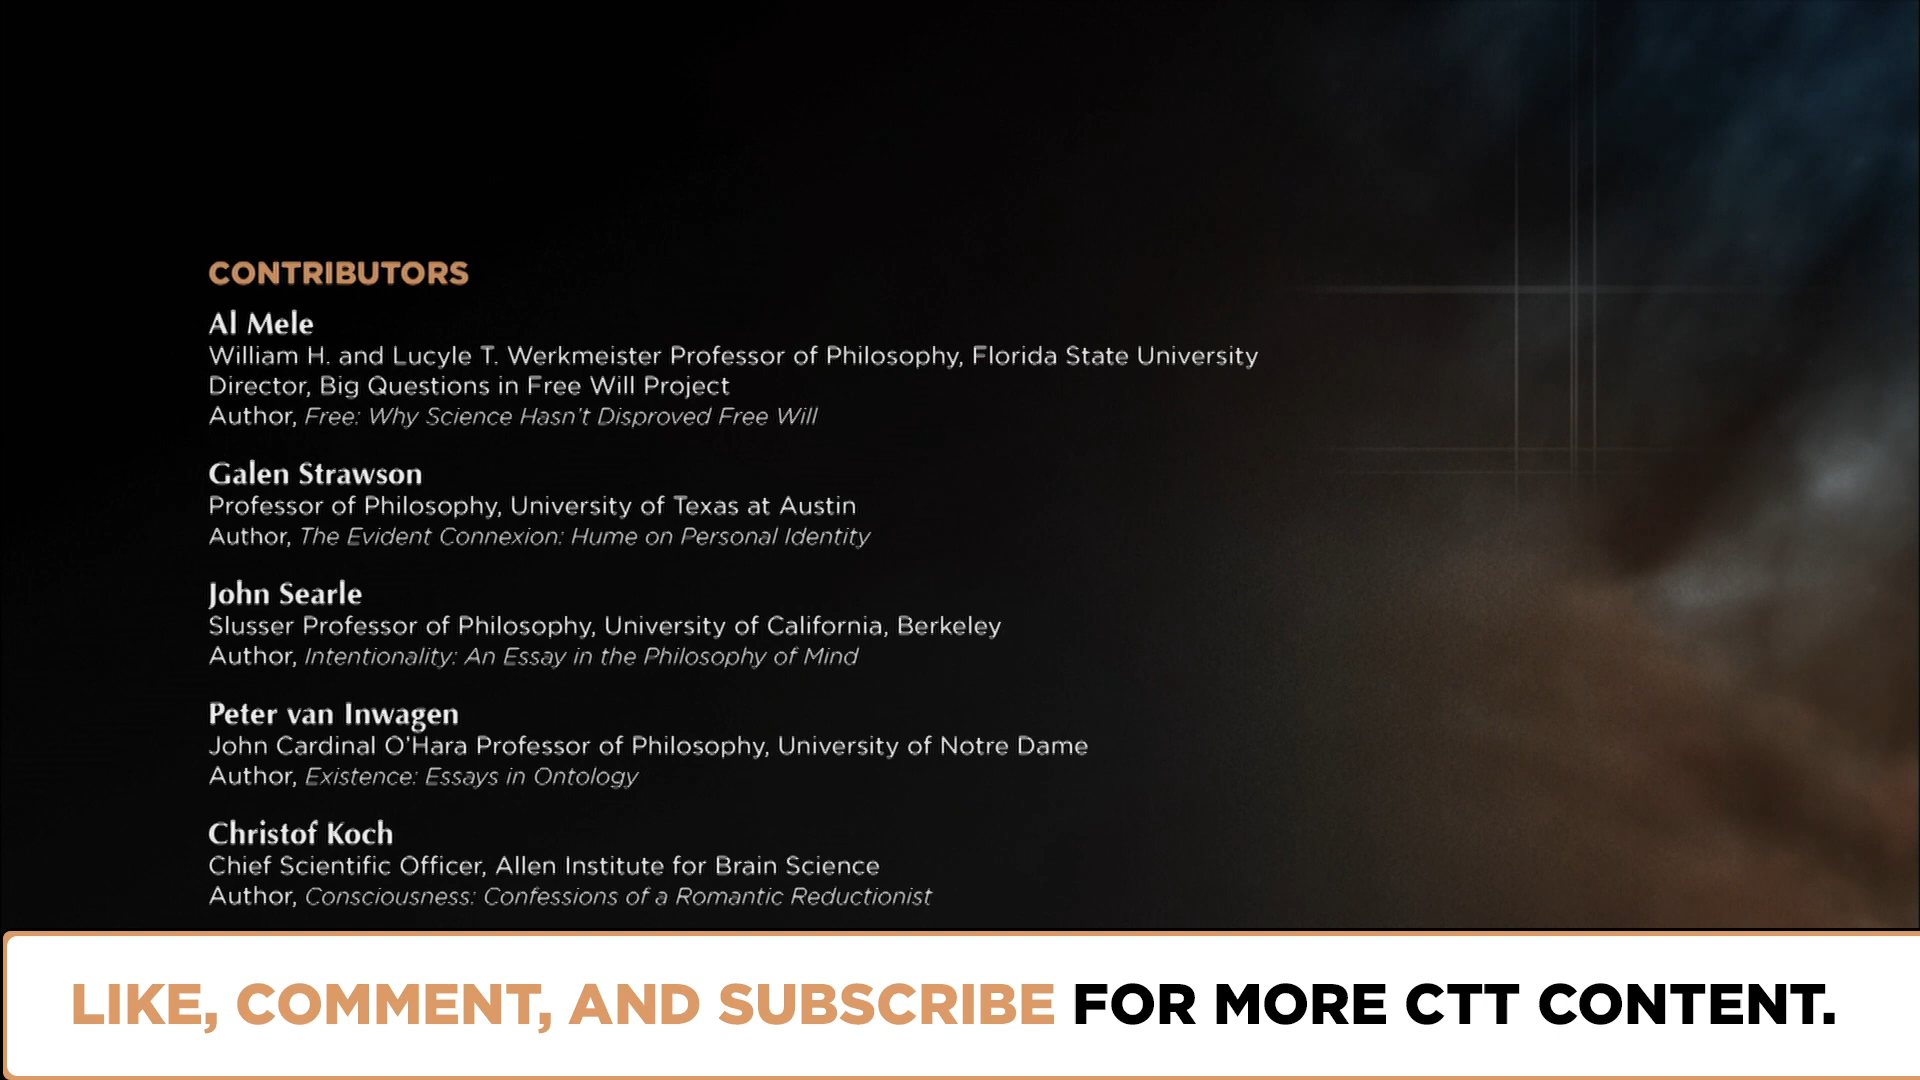 CONTRIBUTORS
Al Mele
William H. and Lucyle T. Werkmeister Professor of Philosophy, Florida State University
Director, Big Questions in Free Will Project
Author, Free: Why Science Hasn't Disproved Free Will
Galen Strawson
Professor of Philosophy, University of Texas at Austin
Author, The Evident Connexion: Hume on Personal Identity
John Searle
Slusser Professor of Philosophy, University of California, Berkeley
Author, Intentionality: An Essay in the Philosophy of Mind
Peter van Inwagen
John Cardinal O'Hara Professor of Philosophy, University of Notre Dame
Author, Existence: Essays in Ontology
Christof Koch
Chief Scientific Officer, Allen Institute for Brain Science
Author, Consciousness: Confessions of a Romantic Reductionist
LIKE, COMMENT, AND SUBSCRIBE FOR MORE CTT CONTENT.